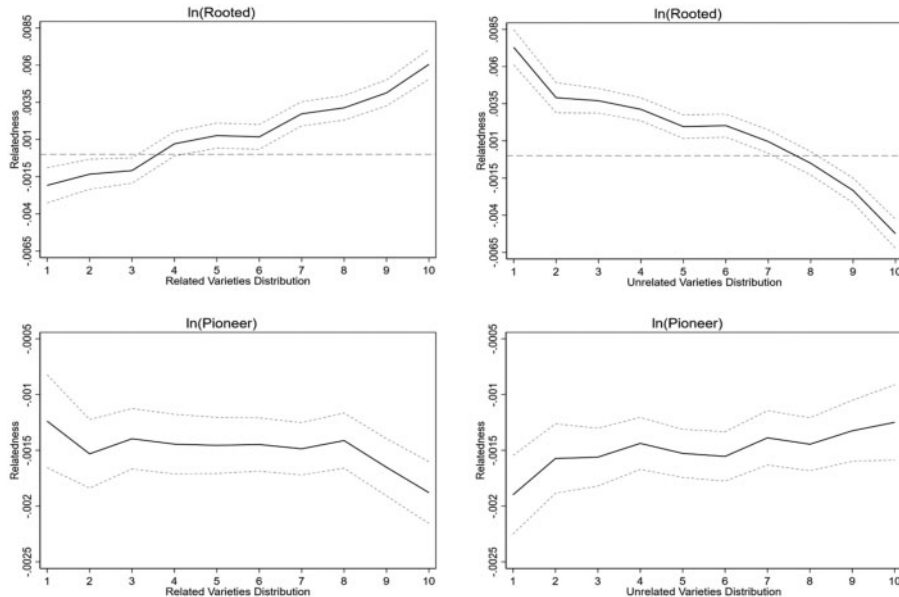 ln(Rooted)
Relatedness
.0085
.006
.0035
.001
-.0015
-.004
-.0065
1 2 3 4 5 6 7 8 9 10
Related Varieties Distribution
ln(Rooted)
Relatedness
.0085
.006
.0035
.001
-.0015
-.004
-.0065
1 2 3 4 5 6 7 8 9 10
Unrelated Varieties Distribution
ln(Pioneer)
Relatedness
-.0005
-.001
-.0015
-.002
-.0025
1 2 3 4 5 6 7 8 9 10
Related Varieties Distribution
ln(Pioneer)
Relatedness
-.0005
-.001
-.0015
-.002
-.0025
1 2 3 4 5 6 7 8 9 10
Unrelated Varieties Distribution